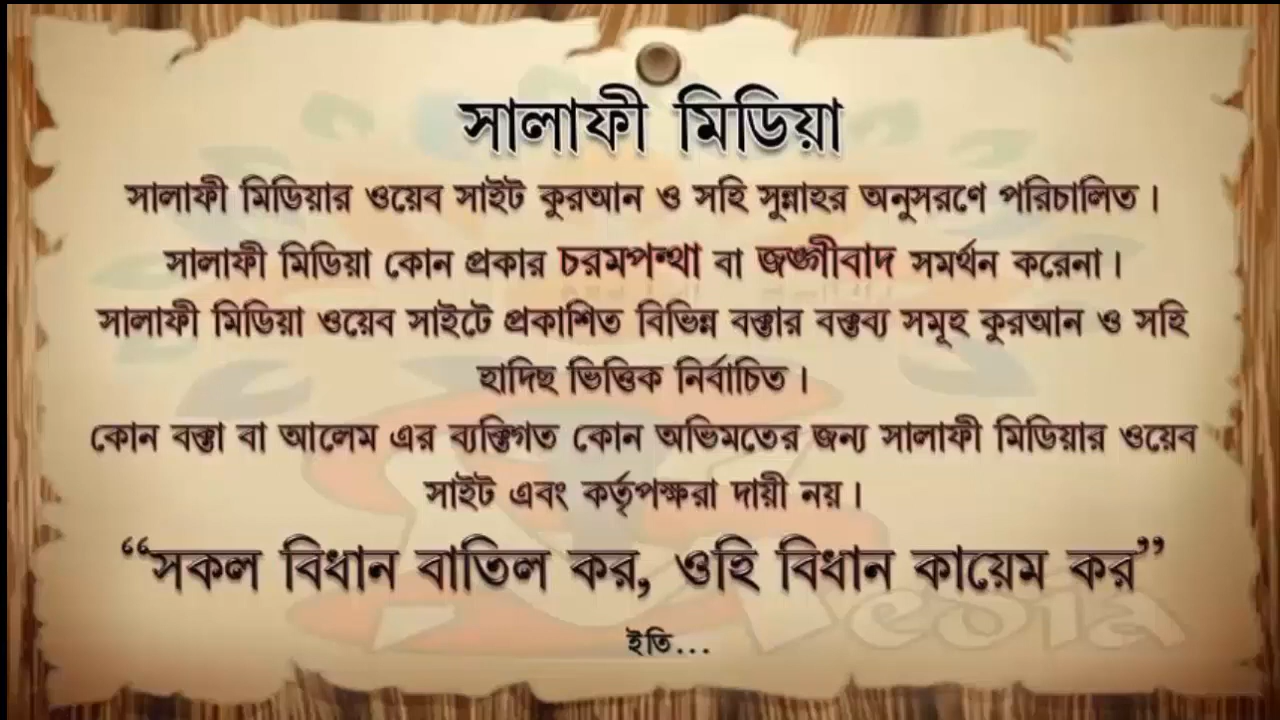 সালাফী মিডিয়া
সালাফী মিডিয়ার ওয়েব সাইট কুরআন ও সহি সুন্নাহর অনুসরণে পরিচালিত।
সালাফী মিডিয়া কোন প্রকার চরমপন্থা বা জঙ্গীবাদ সমর্থন করেনা।
সালাফী মিডিয়া ওয়েব সাইটে প্রকাশিত বিভিন্ন বক্তার বক্তব্য সমূহ কুরআন ও সহি
হাদিছ ভিত্তিক নির্বাচিত।
কোন বক্তা বা আলেম এর ব্যক্তিগত কোন অভিমতের জন্য সালাফী মিডিয়ার ওয়েব
সাইট এবং কর্তৃপক্ষরা দায়ী নয়।
“সকল বিধান বাতিল কর, ওহি বিধান কায়েম কর”
ইতি...